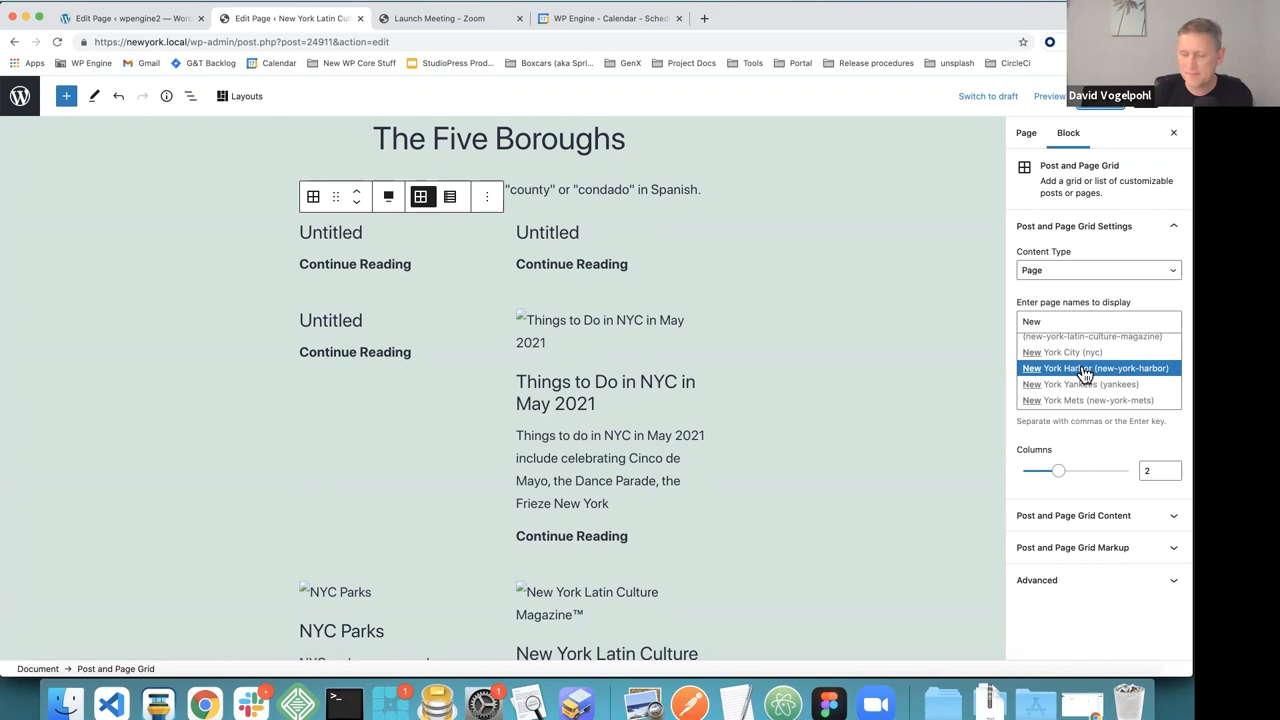 Edit Page ‹ wpengine2 — Wor
Edit Page ‹ New York Latin Cul
Launch Meeting - Zoom
WP Engine - Calendar - Sched
https://newyork.local/wp-admin/post.php?post=24911&action=edit
Apps
WP Engine
Gmail
G&T Backlog
Calendar
New WP Core Stuff
StudioPress Prod...
Boxcars (aka Spri...
GenX
Project Docs
Tools
Portal
Release procedures
unsplash
CircleCi
David Vogelpohl
Layouts
Switch to draft
Preview
The Five Boroughs
Page
Block
Post and Page Grid
Add a grid or list of customizable
posts or pages.
"county" or "condado" in Spanish.
Untitled
Continue Reading
Untitled
Continue Reading
Untitled
Continue Reading
Things to Do in NYC in May
2021
Things to Do in NYC in
May 2021
Things to do in NYC in May 2021
include celebrating Cinco de
Mayo, the Dance Parade, the
Frieze New York
Continue Reading
NYC Parks
NYC Parks
New York Latin Culture
Magazine™
New York Latin Culture
Post and Page Grid Settings
Content Type
Page
Enter page names to display
New
(new-york-latin-culture-magazine)
New York City (nyc)
New York Harbor (new-york-harbor)
New York Yankees (yankees)
New York Mets (new-york-mets)
Separate with commas or the Enter key.
Columns
2
Post and Page Grid Content
Post and Page Grid Markup
Advanced
Document → Post and Page Grid
1
1